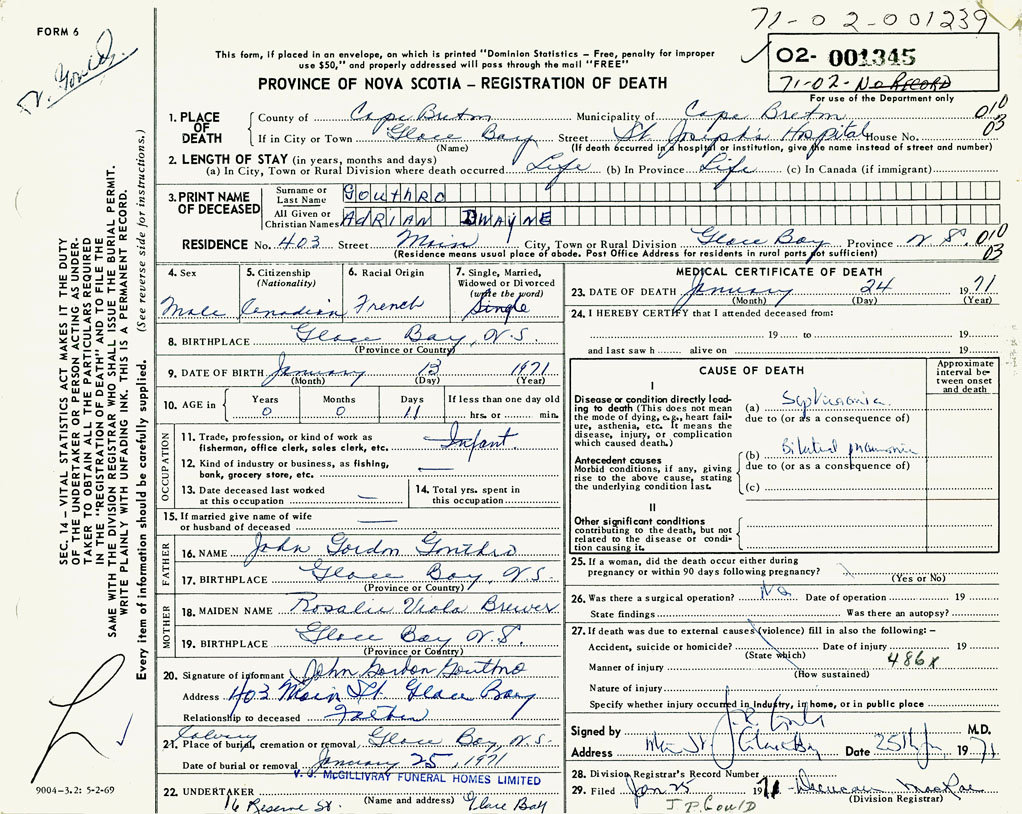 FORM 6
71-02-001239
This form, if placed in an envelope, on which is printed "Dominion Statistics – Free, penalty for improper
use $50," and properly addressed will pass through the mail "FREE"
02- 001345
71-02- No RECORD
For use of the Department only
PROVINCE OF NOVA SCOTIA – REGISTRATION OF DEATH
1. PLACE OF DEATH
County of Cape Breton Municipality of Cape Breton 010
If in City or Town Glace Bay Street St. Joseph's Hospital House No. 03
(Name) (If death occurred in a hospital or institution, give the name instead of street and number)
2. LENGTH OF STAY (in years, months and days)
(a) In City, Town or Rural Division where death occurred Life (b) In Province Life (c) In Canada (if immigrant)
3. PRINT NAME OF DECEASED
Surname or Last Name GOUTHRO
All Given or Christian Names ADRIAN DWAYNE
RESIDENCE No. 403 Street Main City, Town or Rural Division Glace Bay Province N.S. 010
(Residence means usual place of abode. Post Office Address for residents in rural parts not sufficient) 03
4. Sex
Male
5. Citizenship (Nationality)
Canadian
6. Racial Origin
French
7. Single, Married, Widowed or Divorced (write the word)
Single
8. BIRTHPLACE Glace Bay, N.S.
(Province or Country)
9. DATE OF BIRTH January 13 1971
(Month) (Day) (Year)
10. AGE in Years 0 Months 0 Days 11 If less than one day old hrs. or min.
OCCUPATION
11. Trade, profession, or kind of work as
fisherman, office clerk, sales clerk, etc. Infant
12. Kind of industry or business, as fishing,
bank, grocery store, etc. —
13. Date deceased last worked
at this occupation —
14. Total yrs. spent in
this occupation
15. If married give name of wife
or husband of deceased —
FATHER
16. NAME John Gordon Gouthro
17. BIRTHPLACE Glace Bay, N.S.
(Province or Country)
MOTHER
18. MAIDEN NAME Rosalie Viola Brewer
19. BIRTHPLACE Glace Bay N.S.
(Province or Country)
20. Signature of informant John Gordon Gouthro
Address 403 Main St. Glace Bay
Relationship to deceased Father
Calvary
21. Place of burial, cremation or removal Glace Bay, N.S.
Date of burial or removal January 25, 1971
V. J. McGILLIVRAY FUNERAL HOMES LIMITED
22. UNDERTAKER
(Name and address)
16 Reserve St. Glace Bay
MEDICAL CERTIFICATE OF DEATH
23. DATE OF DEATH January 24 1971
(Month) (Day) (Year)
24. I HEREBY CERTIFY that I attended deceased from:
19 to 19
and last saw h alive on 19
CAUSE OF DEATH
Approximate interval between onset and death
I
Disease or condition directly leading
to death (This does not mean
the mode of dying, e.g., heart failure,
asthenia, etc. It means the
disease, injury, or complication
which caused death.)
(a) Septicaemia
due to (or as a consequence of)
Antecedent causes
Morbid conditions, if any, giving
rise to the above cause, stating
the underlying condition last.
(b) Bilateral pneumonia
due to (or as a consequence of)
(c)
II
Other significant conditions
contributing to the death, but not
related to the disease or condition
causing it.
25. If a woman, did the death occur either during
pregnancy or within 90 days following pregnancy?
(Yes or No)
26. Was there a surgical operation? No Date of operation 19
State findings Was there an autopsy?
27. If death was due to external causes (violence) fill in also the following: –
Accident, suicide or homicide? Date of injury 19
(State which)
486x
Manner of injury
(How sustained)
Nature of injury
Specify whether injury occurred in industry, in home, or in public place
Signed by M.D.
Address Main St Glace Bay Date 25th Jan 1971
28. Division Registrar's Record Number
29. Filed Jan 25 1971 Duncan MacRae
(Division Registrar)
J P Gould
SEC. 14 – VITAL STATISTICS ACT MAKES IT THE DUTY
OF THE UNDERTAKER OR PERSON ACTING AS UNDERTAKER
TO OBTAIN ALL THE PARTICULARS REQUIRED
IN THE "REGISTRATION OF DEATH" AND TO FILE THE
SAME WITH THE DIVISION REGISTRAR WHO SHALL ISSUE THE BURIAL PERMIT.
WRITE PLAINLY WITH UNFADING INK. THIS IS A PERMANENT RECORD.
Every item of information should be carefully supplied. (See reverse side for instructions.)
9004-3.2: 5-2-69